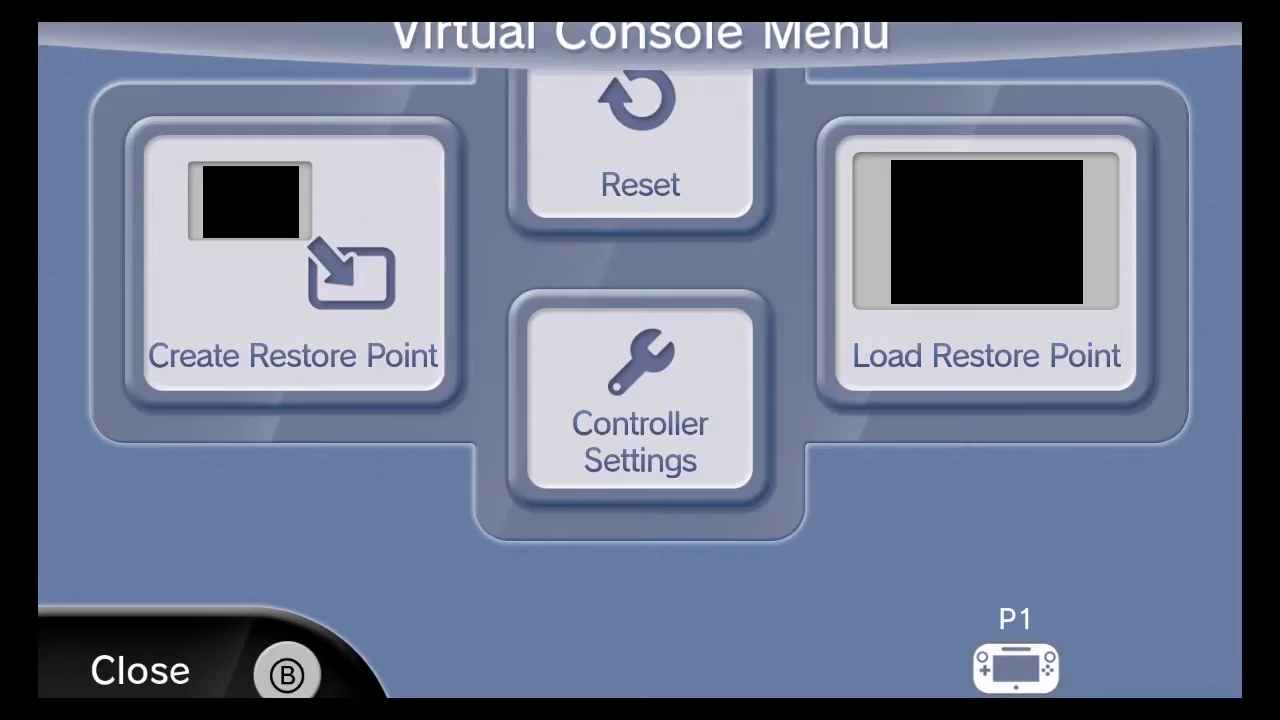 Virtual Console Menu
Reset
Create Restore Point
Load Restore Point
Controller
Settings
P1
Close
B